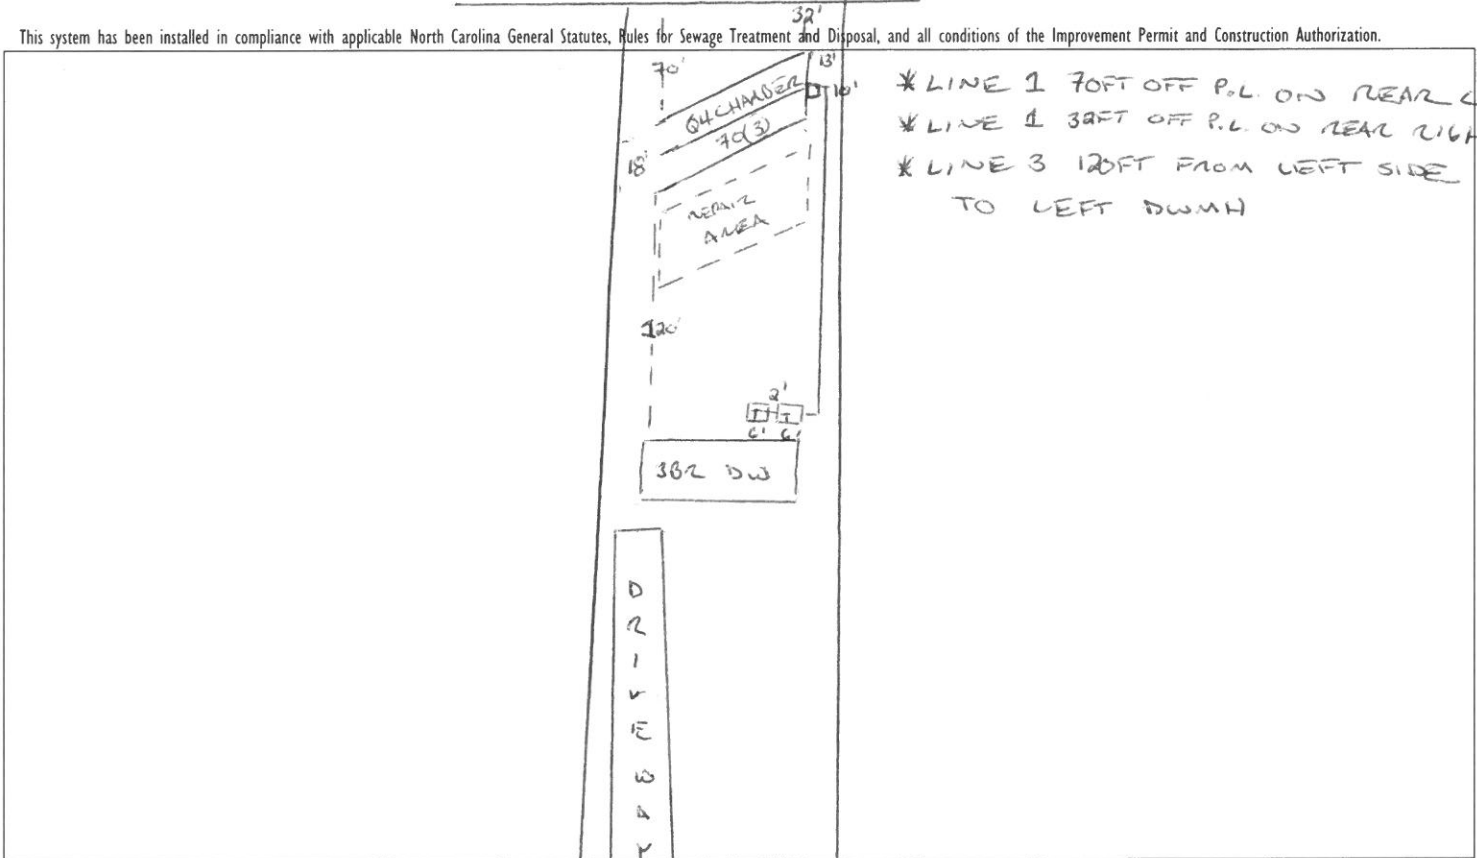 32'
This system has been installed in compliance with applicable North Carolina General Statutes, Rules for Sewage Treatment and Disposal, and all conditions of the Improvement Permit and Construction Authorization.
70'
13'
Q4 CHAMBER
10'
70(3)
18'
REPAIR
AREA
* LINE 1 70FT OFF P.L. ON REAR
* LINE 1 32FT OFF P.L. ON REAR RIGH
* LINE 3 120FT FROM LEFT SIDE
TO LEFT DWMH
120'
2'
6' 6'
3BR DW
D
R
I
V
E
W
A
Y